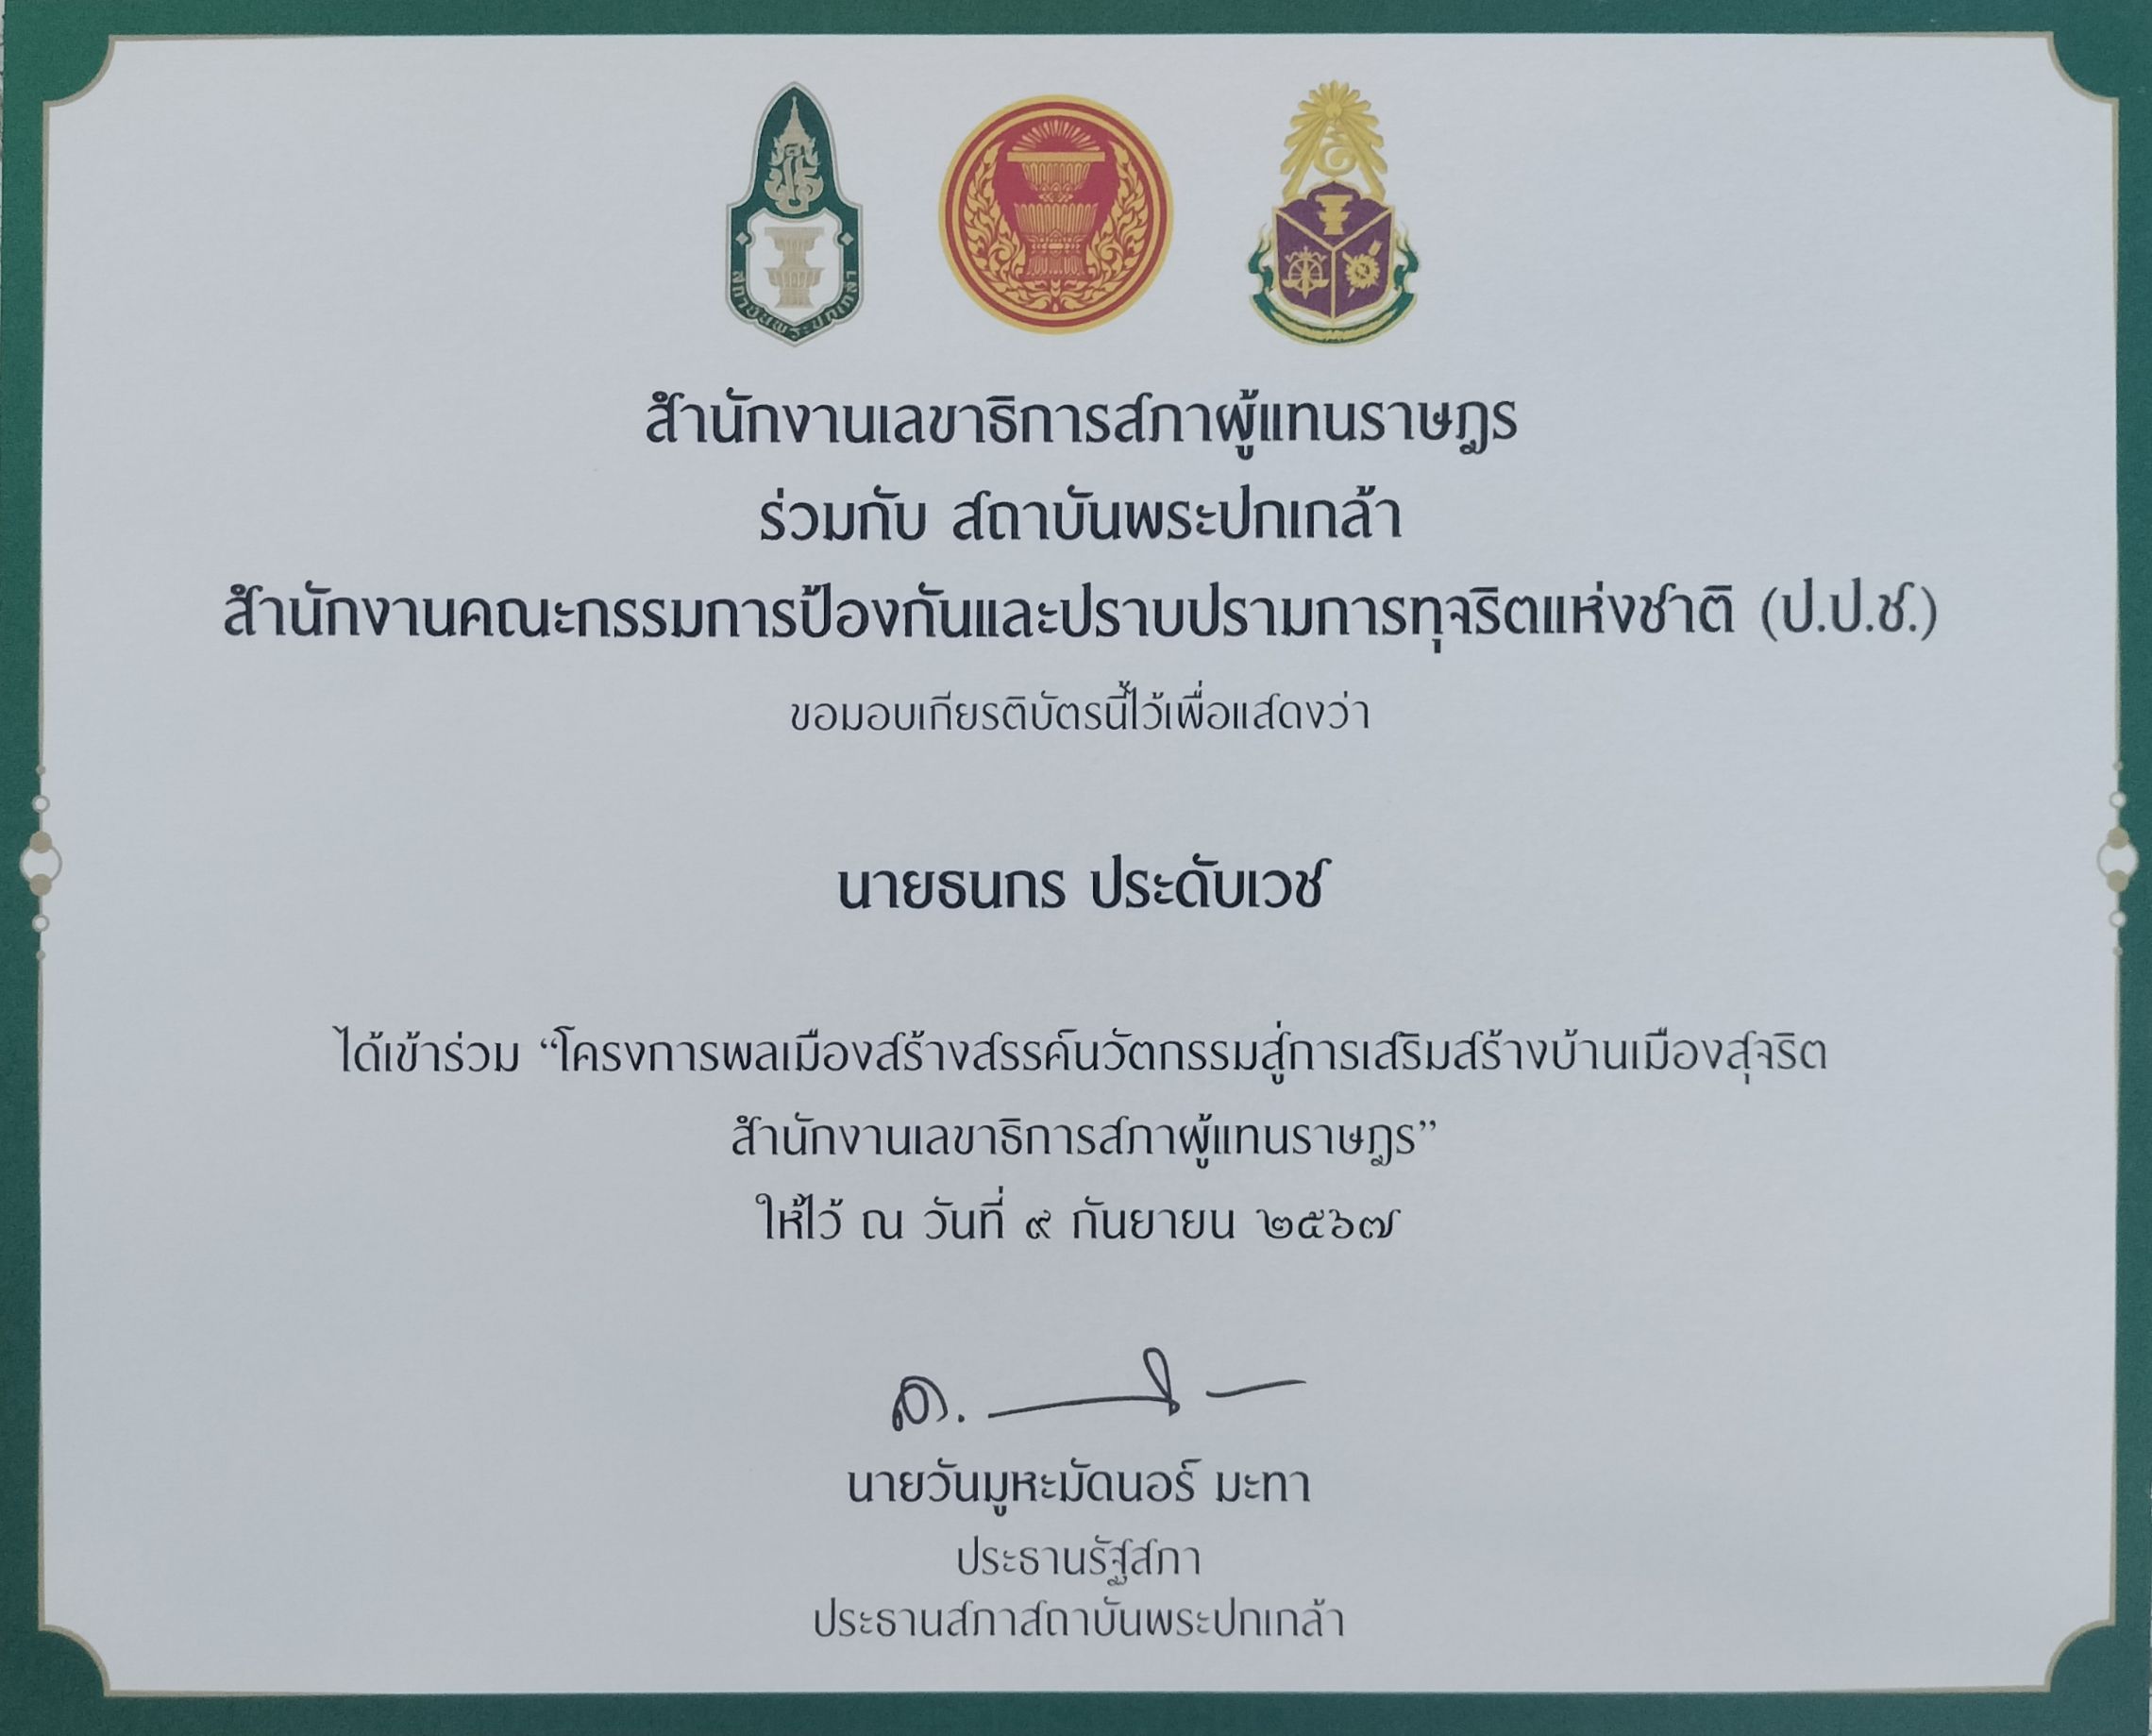 สถาบันพระปกเกล้า
สำนักงานเลขาธิการสภาผู้แทนราษฎร
ร่วมกับ สถาบันพระปกเกล้า
สำนักงานคณะกรรมการป้องกันและปราบปรามการทุจริตแห่งชาติ (ป.ป.ช.)
ขอมอบเกียรติบัตรนี้ไว้เพื่อแสดงว่า
นายธนกร ประดับเวช
ได้เข้าร่วม “โครงการพลเมืองสร้างสรรค์นวัตกรรมสู่การเสริมสร้างบ้านเมืองสุจริต
สำนักงานเลขาธิการสภาผู้แทนราษฎร”
ให้ไว้ ณ วันที่ ๙ กันยายน ๒๕๖๗
นายวันมูหะมัดนอร์ มะทา
ประธานรัฐสภา
ประธานสภาสถาบันพระปกเกล้า